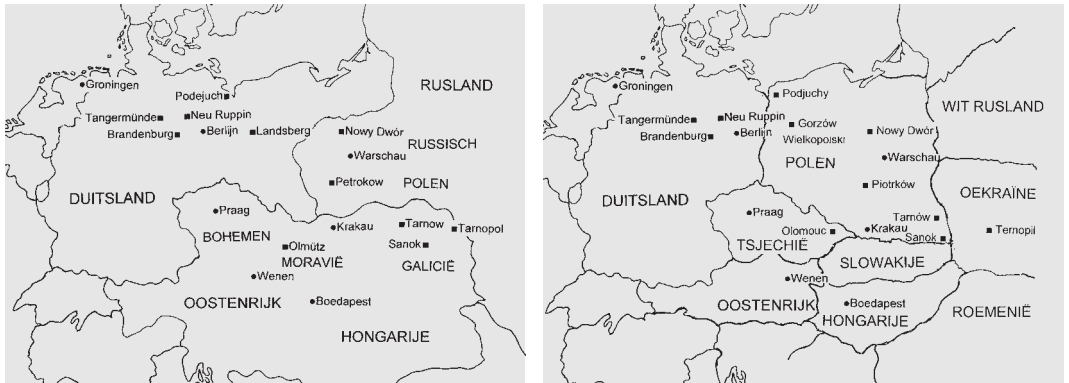 Groningen
RUSLAND
Podejuch
Tangermünde
Neu Ruppin
Brandenburg
Berlijn
Landsberg
Nowy Dwór
RUSSISCH
Warschau
Petrokow
POLEN
DUITSLAND
Praag
BOHEMEN
Krakau
Tarnow
Tarnopol
Olmütz
Sanok
MORAVIË
GALICIË
Wenen
OOSTENRIJK
Boedapest
HONGARIJE
Groningen
Podjuchy
WIT RUSLAND
Tangermünde
Neu Ruppin
Gorzów
Wielkopolski
Brandenburg
Berlijn
Nowy Dwór
Warschau
POLEN
DUITSLAND
Piotrków
OEKRAÏNE
Praag
Tarnów
Olomouc
Krakau
Ternopil
Sanok
TSJECHIË
SLOWAKIJE
Wenen
OOSTENRIJK
Boedapest
HONGARIJE
ROEMENIË